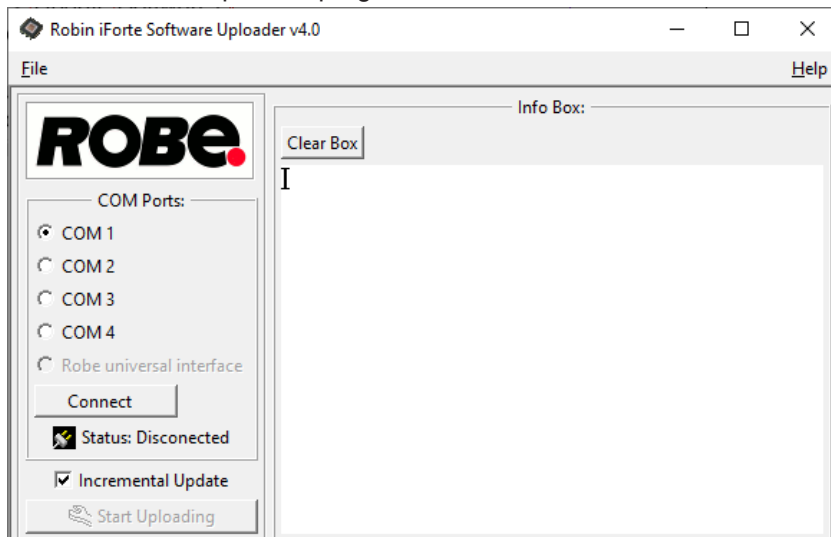 Robin iForte Software Uploader v4.0
File
Help
ROBE
COM Ports:
COM 1
COM 2
COM 3
COM 4
Robe universal interface
Connect
Status: Disconected
Incremental Update
Start Uploading
Info Box:
Clear Box